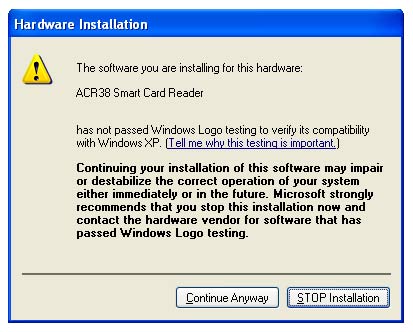 Hardware Installation
The software you are installing for this hardware:
ACR38 Smart Card Reader
has not passed Windows Logo testing to verify its compatibility
with Windows XP. (Tell me why this testing is important.)
Continuing your installation of this software may impair
or destabilize the correct operation of your system
either immediately or in the future. Microsoft strongly
recommends that you stop this installation now and
contact the hardware vendor for software that has
passed Windows Logo testing.
Continue Anyway
STOP Installation